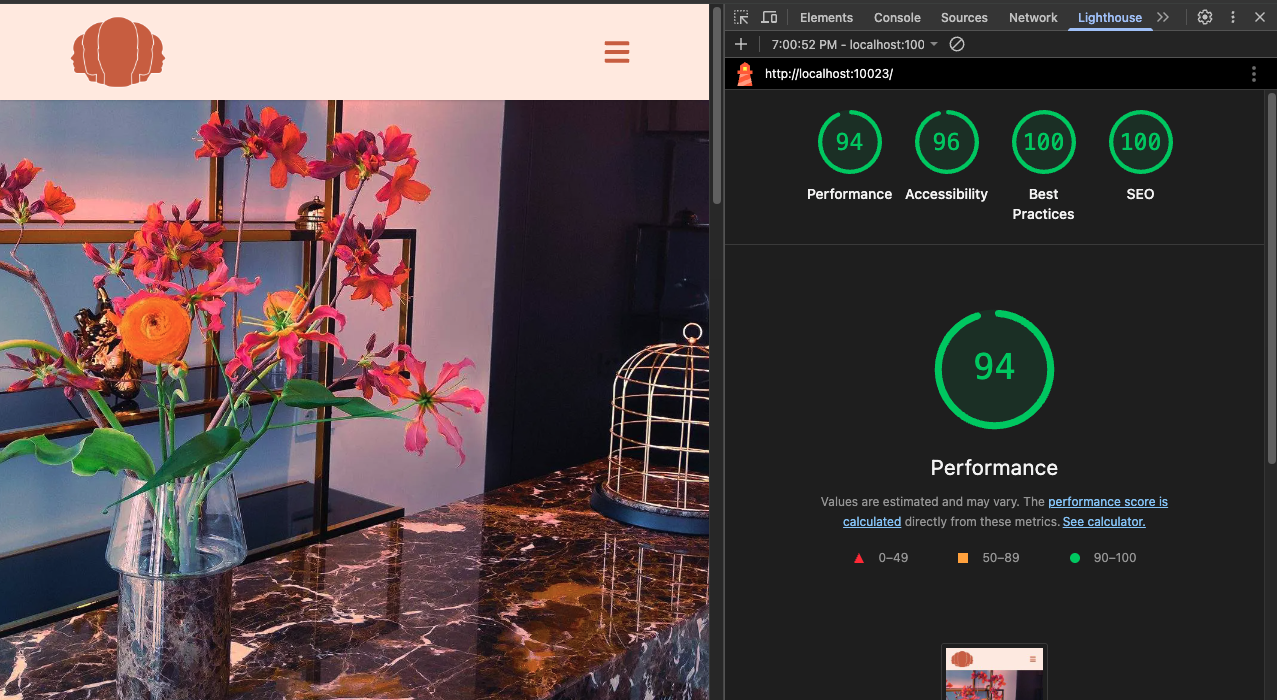 Elements Console Sources Network Lighthouse
7:00:52 PM - localhost:100
http://localhost:10023/
94 96 100 100
Performance Accessibility Best Practices SEO
94
Performance
Values are estimated and may vary. The performance score is
calculated directly from these metrics. See calculator.
0–49 50–89 90–100